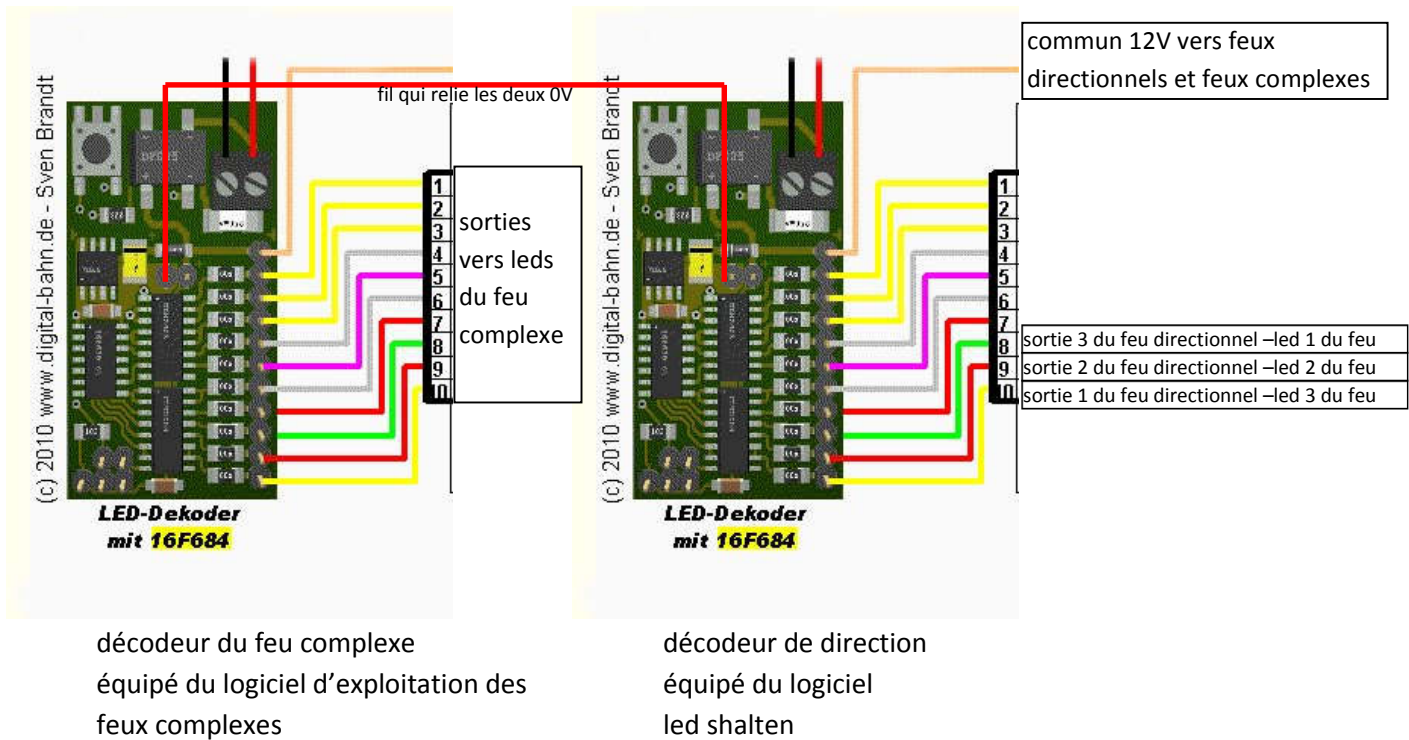 commun 12V vers feux
directionnels et feux complexes
fil qui relie les deux 0V
(c) 2010 www.digital-bahn.de - Sven Brandt
1
2
3
4
5
6
7
8
9
10
sorties
vers leds
du feu
complexe
LED-Dekoder
mit 16F684
(c) 2010 www.digital-bahn.de - Sven Brandt
1
2
3
4
5
6
7
8
9
10
sortie 3 du feu directionnel –led 1 du feu
sortie 2 du feu directionnel –led 2 du feu
sortie 1 du feu directionnel –led 3 du feu
LED-Dekoder
mit 16F684
décodeur du feu complexe
équipé du logiciel d'exploitation des
feux complexes
décodeur de direction
équipé du logiciel
led shalten